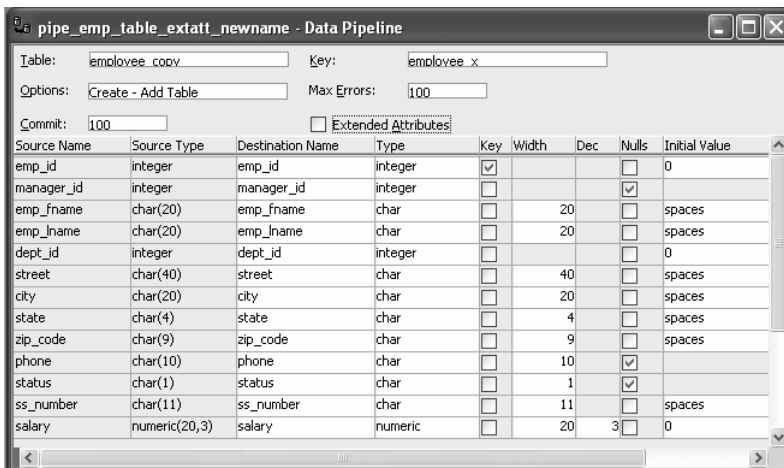 pipe_emp_table_extatt_newname - Data Pipeline
Table: employee_copy Key: employee_x
Options: Create - Add Table Max Errors: 100
Commit: 100 Extended Attributes
Source Name Source Type Destination Name Type Key Width Dec Nulls Initial Value
emp_id integer emp_id integer 0
manager_id integer manager_id integer
emp_fname char(20) emp_fname char 20 spaces
emp_lname char(20) emp_lname char 20 spaces
dept_id integer dept_id integer 0
street char(40) street char 40 spaces
city char(20) city char 20 spaces
state char(4) state char 4 spaces
zip_code char(9) zip_code char 9 spaces
phone char(10) phone char 10
status char(1) status char 1
ss_number char(11) ss_number char 11 spaces
salary numeric(20,3) salary numeric 20 3 0